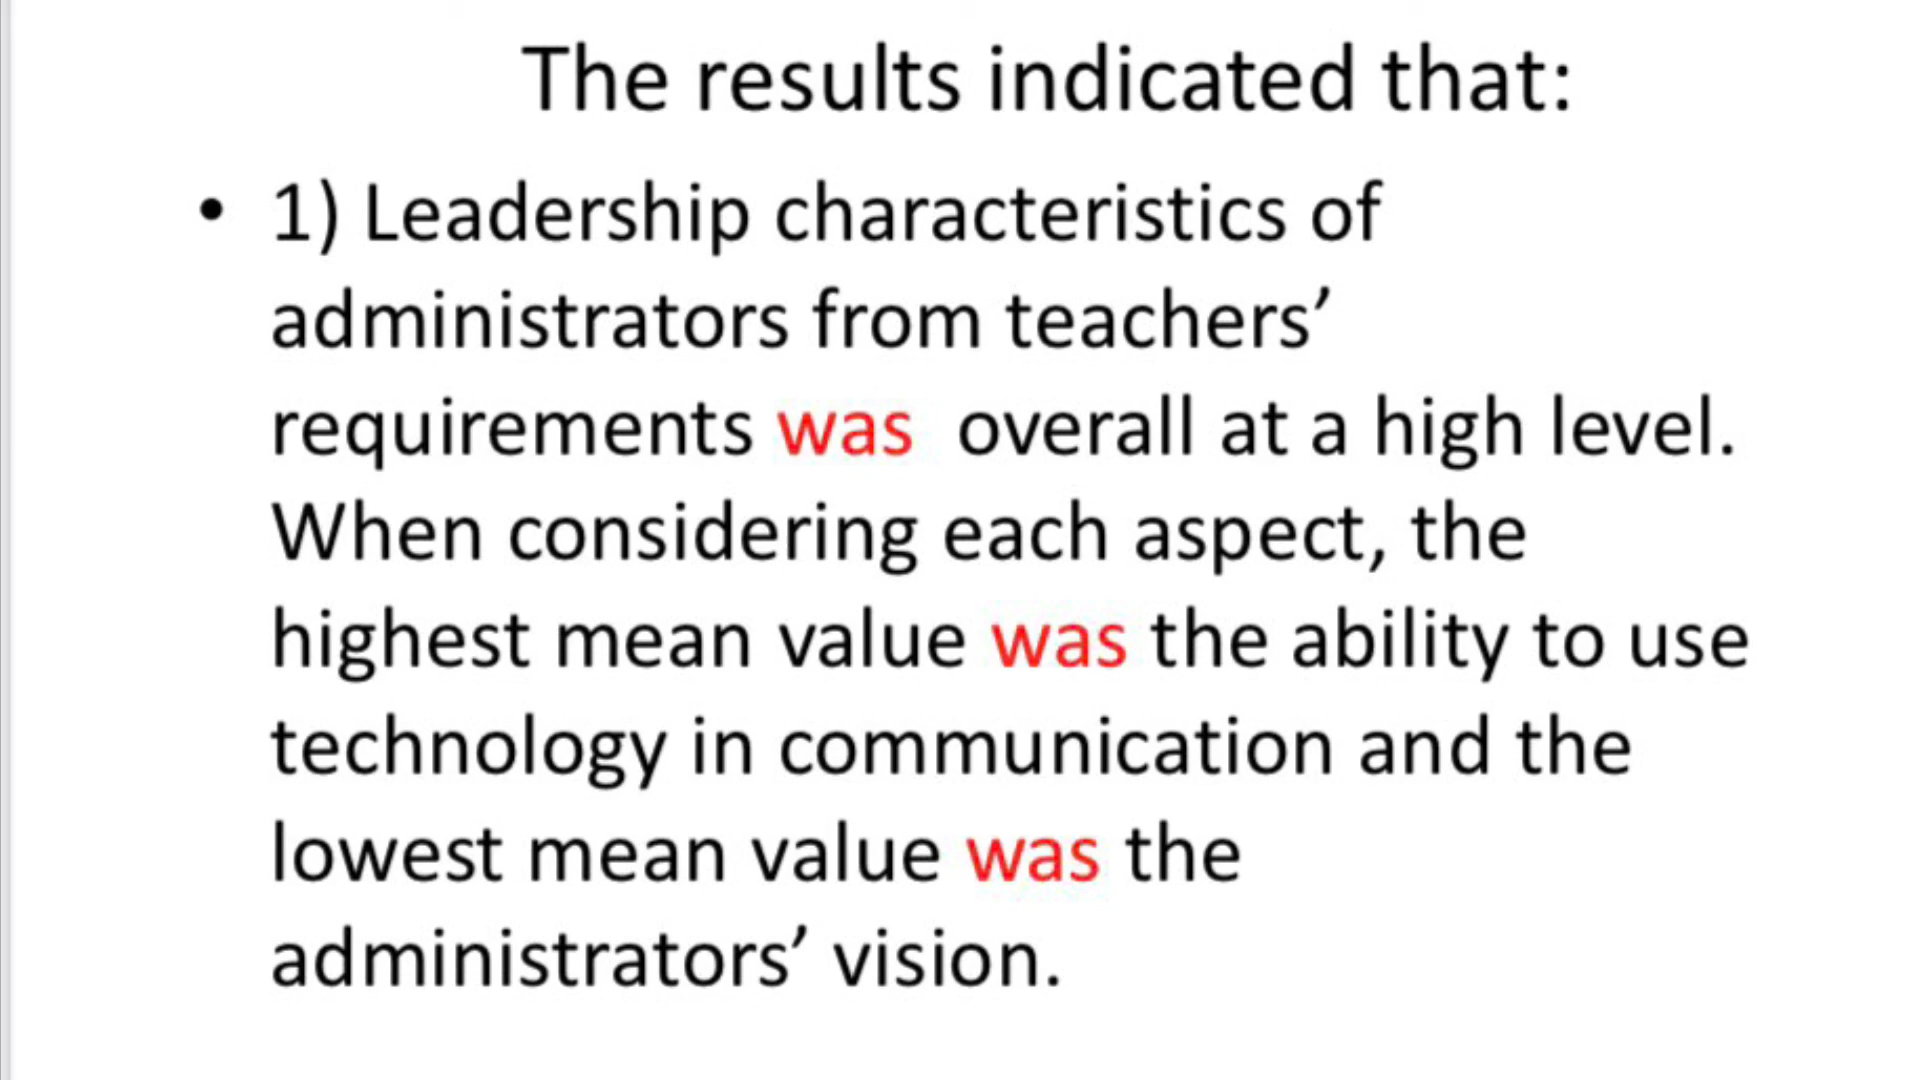 The results indicated that:
• 1) Leadership characteristics of
administrators from teachers’
requirements was  overall at a high level.
When considering each aspect, the
highest mean value was the ability to use
technology in communication and the
lowest mean value was the
administrators’ vision.